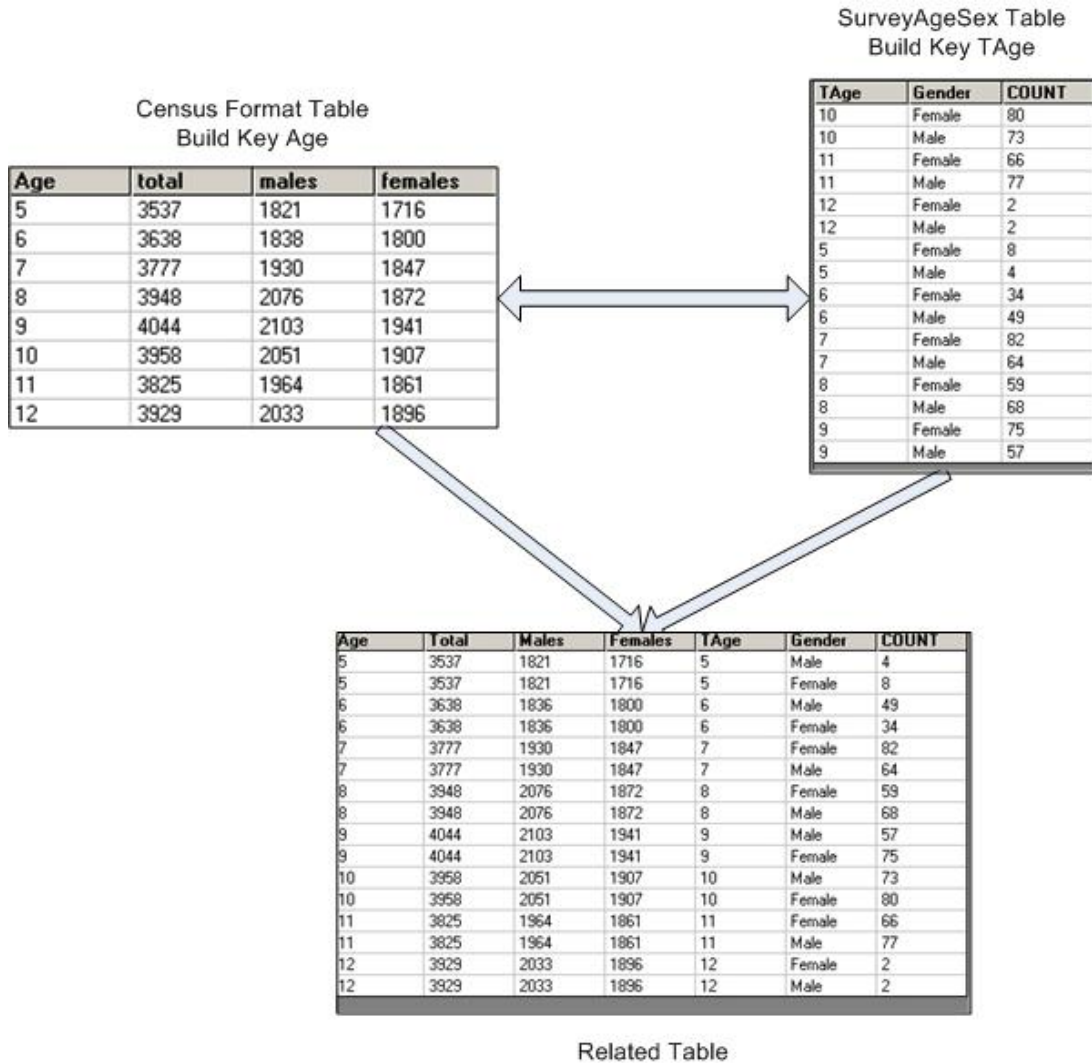 SurveyAgeSex Table
Build Key TAge
TAge Gender COUNT
10 Female 80
10 Male 73
11 Female 66
11 Male 77
12 Female 2
12 Male 2
5 Female 8
5 Male 4
6 Female 34
6 Male 49
7 Female 82
7 Male 64
8 Female 59
8 Male 68
9 Female 75
9 Male 57
Census Format Table
Build Key Age
Age total males females
5 3537 1821 1716
6 3638 1838 1800
7 3777 1930 1847
8 3948 2076 1872
9 4044 2103 1941
10 3958 2051 1907
11 3825 1964 1861
12 3929 2033 1896
Age Total Males Females TAge Gender COUNT
5 3537 1821 1716 5 Male 4
5 3537 1821 1716 5 Female 8
6 3638 1836 1800 6 Male 49
6 3638 1836 1800 6 Female 34
7 3777 1930 1847 7 Female 82
7 3777 1930 1847 7 Male 64
8 3948 2076 1872 8 Female 59
8 3948 2076 1872 8 Male 68
9 4044 2103 1941 9 Male 57
9 4044 2103 1941 9 Female 75
10 3958 2051 1907 10 Male 73
10 3958 2051 1907 10 Female 80
11 3825 1964 1861 11 Female 66
11 3825 1964 1861 11 Male 77
12 3929 2033 1896 12 Female 2
12 3929 2033 1896 12 Male 2
Related Table